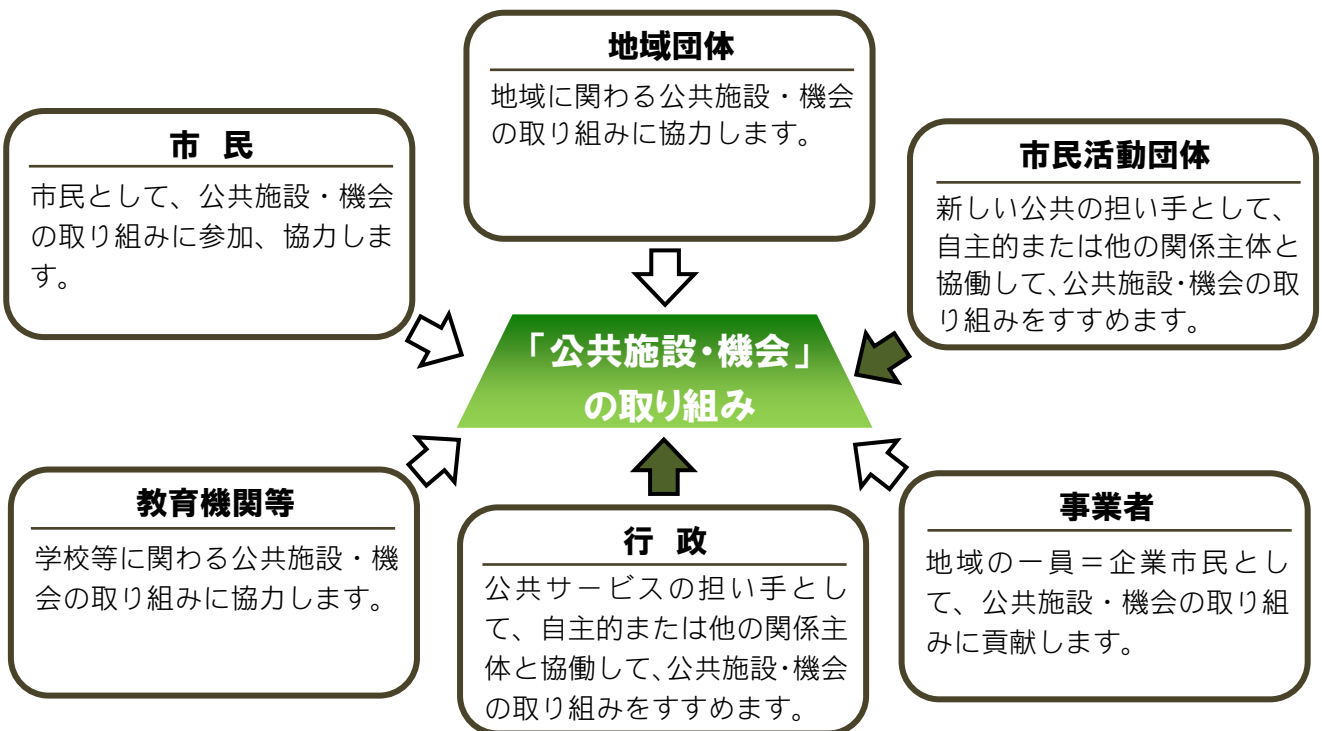 地域団体
地域に関わる公共施設・機会
の取り組みに協力します。
市 民
市民として、公共施設・機会
の取り組みに参加、協力しま
す。
市民活動団体
新しい公共の担い手として、
自主的または他の関係主体と
協働して、公共施設・機会の取
り組みをすすめます。
「公共施設・機会」
の取り組み
教育機関等
学校等に関わる公共施設・機
会の取り組みに協力します。
行 政
公共サービスの担い手とし
て、自主的または他の関係主
体と協働して、公共施設・機会
の取り組みをすすめます。
事業者
地域の一員＝企業市民とし
て、公共施設・機会の取り組
みに貢献します。